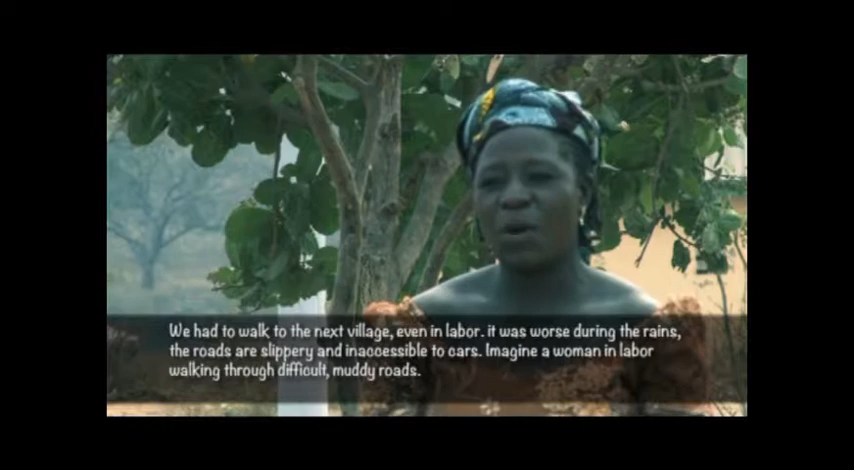 We had to walk to the next village, even in labor. it was worse during the rains,
the roads are slippery and inaccessible to cars. Imagine a woman in labor
walking through difficult, muddy roads.